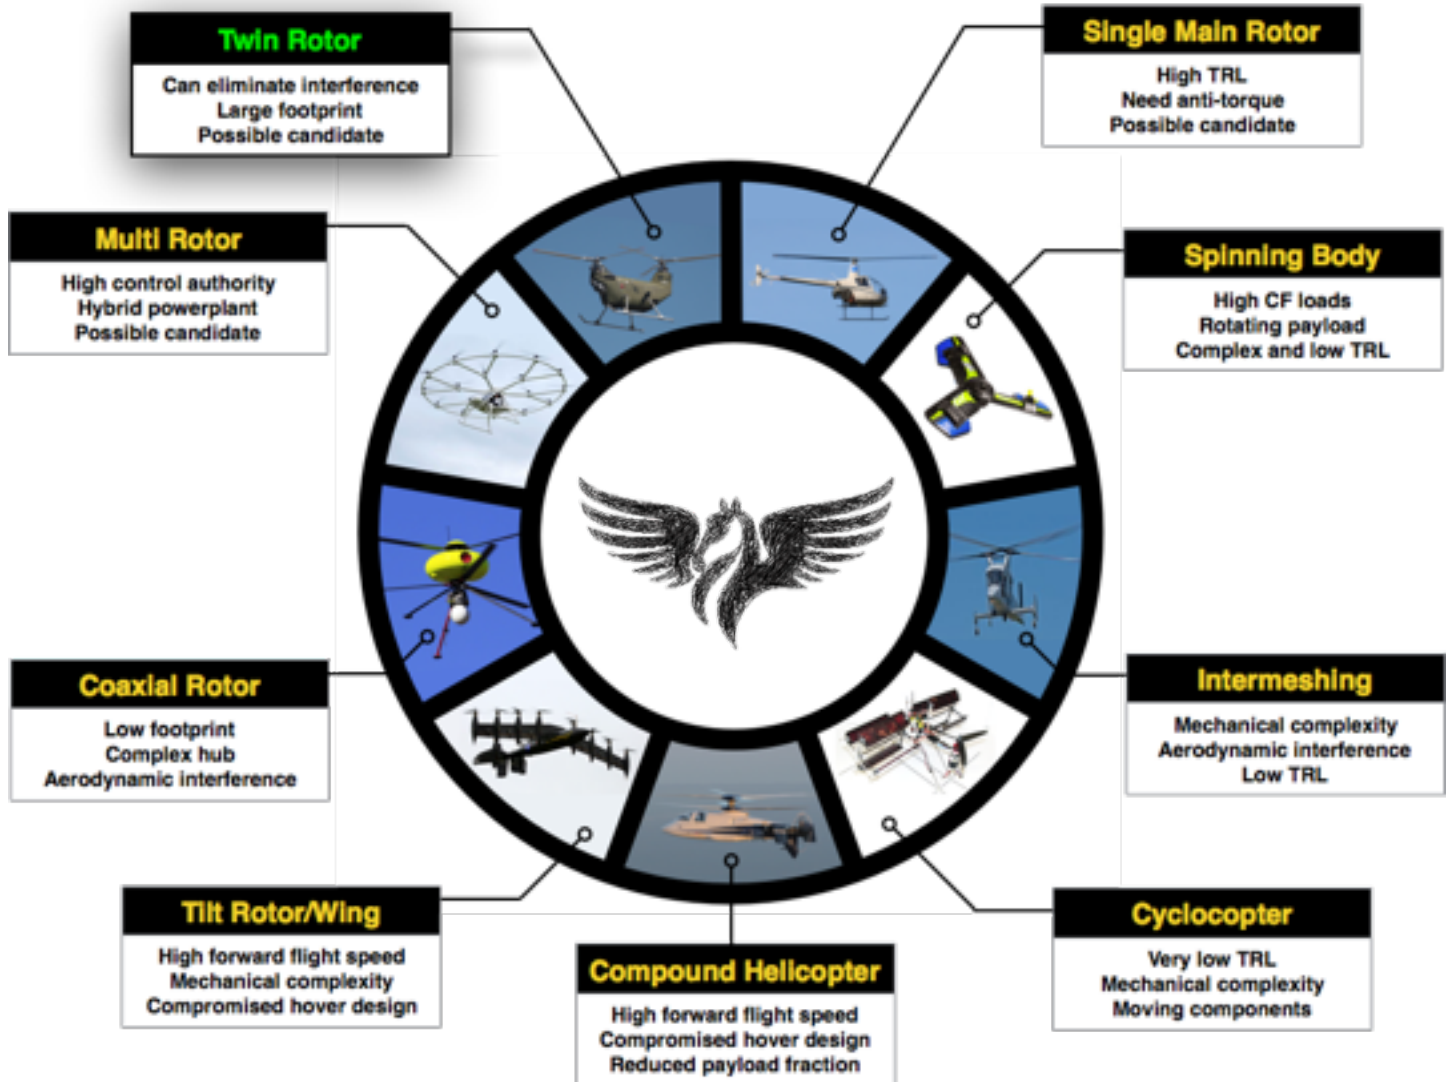 Twin Rotor
Can eliminate interference
Large footprint
Possible candidate
Single Main Rotor
High TRL
Need anti-torque
Possible candidate
Multi Rotor
High control authority
Hybrid powerplant
Possible candidate
Spinning Body
High CF loads
Rotating payload
Complex and low TRL
Coaxial Rotor
Low footprint
Complex hub
Aerodynamic interference
Intermeshing
Mechanical complexity
Aerodynamic interference
Low TRL
Tilt Rotor/Wing
High forward flight speed
Mechanical complexity
Compromised hover design
Compound Helicopter
High forward flight speed
Compromised hover design
Reduced payload fraction
Cyclocopter
Very low TRL
Mechanical complexity
Moving components